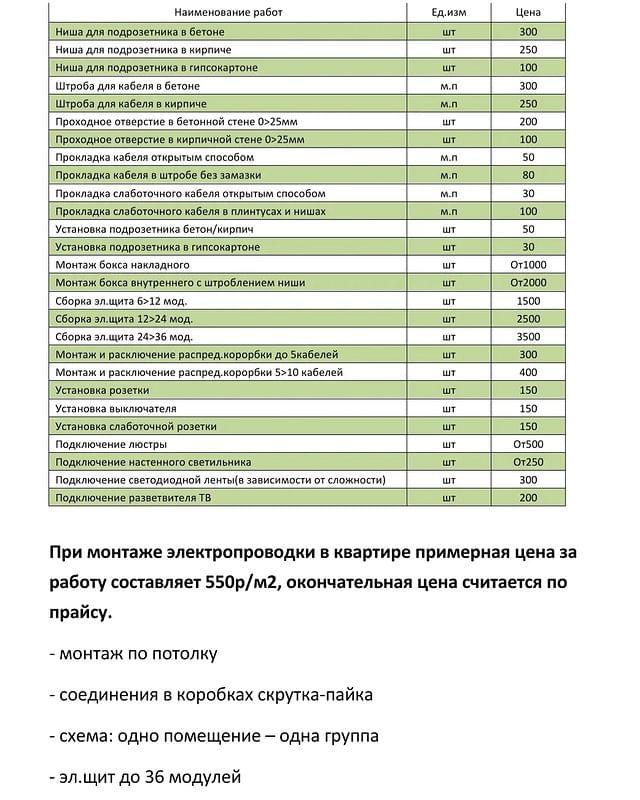 Наименование работ Ед.изм Цена
Ниша для подрозетника в бетоне шт 300
Ниша для подрозетника в кирпиче шт 250
Ниша для подрозетника в гипсокартоне шт 100
Штроба для кабеля в бетоне м.п 300
Штроба для кабеля в кирпиче м.п 250
Проходное отверстие в бетонной стене 0>25мм шт 200
Проходное отверстие в кирпичной стене 0>25мм шт 100
Прокладка кабеля открытым способом м.п 50
Прокладка кабеля в штробе без замазки м.п 80
Прокладка слаботочного кабеля открытым способом м.п 30
Прокладка слаботочного кабеля в плинтусах и нишах м.п 100
Установка подрозетника бетон/кирпич шт 50
Установка подрозетника в гипсокартоне шт 30
Монтаж бокса накладного шт От1000
Монтаж бокса внутреннего с штроблением ниши шт От2000
Сборка эл.щита 6>12 мод. шт 1500
Сборка эл.щита 12>24 мод. шт 2500
Сборка эл.щита 24>36 мод. шт 3500
Монтаж и расключение распред.корорбки до 5кабелей шт 300
Монтаж и расключение распред.корорбки 5>10 кабелей шт 400
Установка розетки шт 150
Установка выключателя шт 150
Установка слаботочной розетки шт 150
Подключение люстры шт От500
Подключение настенного светильника шт От250
Подключение светодиодной ленты(в зависимости от сложности) шт 300
Подключение разветвителя ТВ шт 200
При монтаже электропроводки в квартире примерная цена за
работу составляет 550р/м2, окончательная цена считается по
прайсу.
- монтаж по потолку
- соединения в коробках скрутка-пайка
- схема: одно помещение – одна группа
- эл.щит до 36 модулей